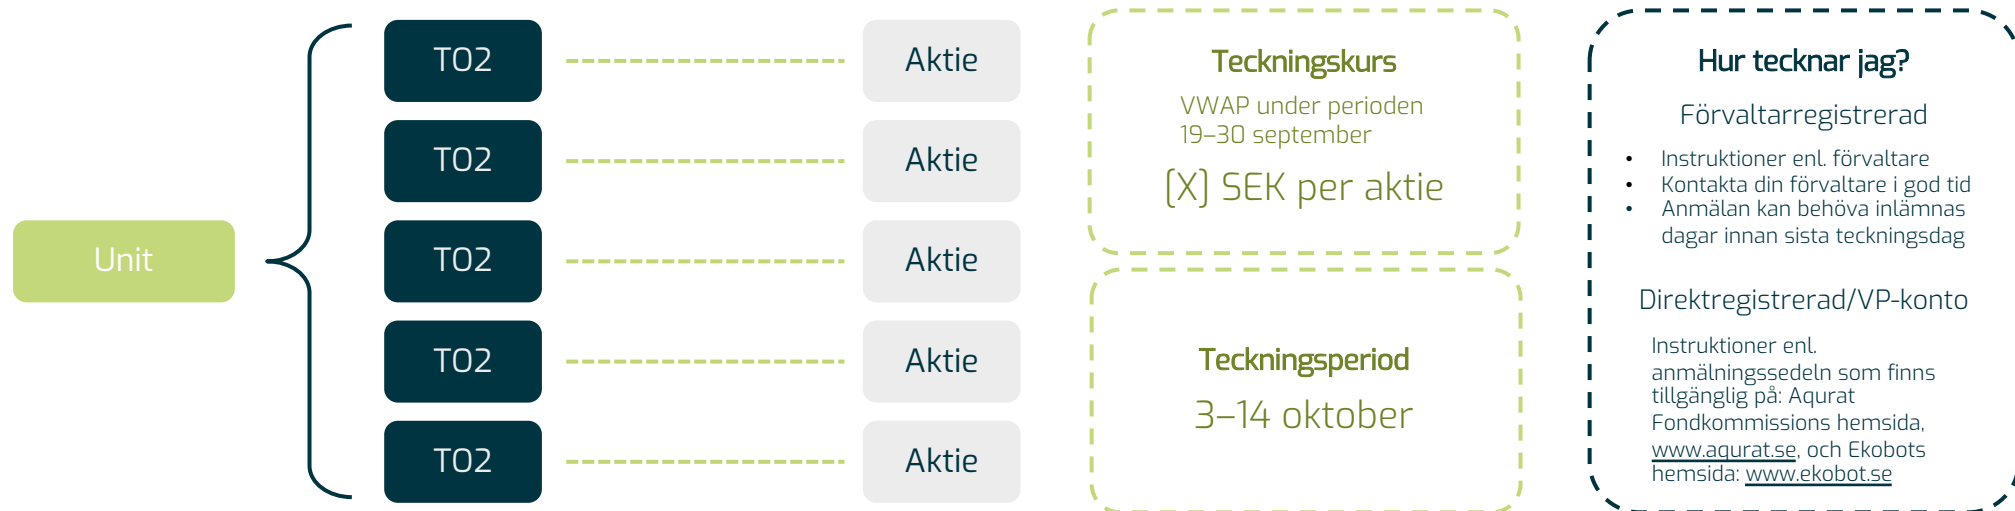 Unit
TO2
Aktie
TO2
Aktie
TO2
Aktie
TO2
Aktie
TO2
Aktie
Teckningskurs
VWAP under perioden
19–30 september
[X] SEK per aktie
Teckningsperiod
3–14 oktober
Hur tecknar jag?
Förvaltarregistrerad
• Instruktioner enl. förvaltare
• Kontakta din förvaltare i god tid
• Anmälan kan behöva inlämnas
dagar innan sista teckningsdag
Direktregistrerad/VP-konto
Instruktioner enl.
anmälningssedeln som finns
tillgänglig på: Aqurat
Fondkommissions hemsida,
www.aqurat.se, och Ekobots
hemsida: www.ekobot.se